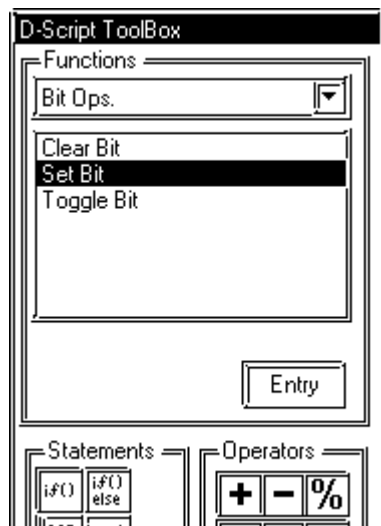 D-Script ToolBox
Functions
Bit Ops.
Clear Bit
Set Bit
Toggle Bit
Entry
Statements
Operators
if() if() else + - %